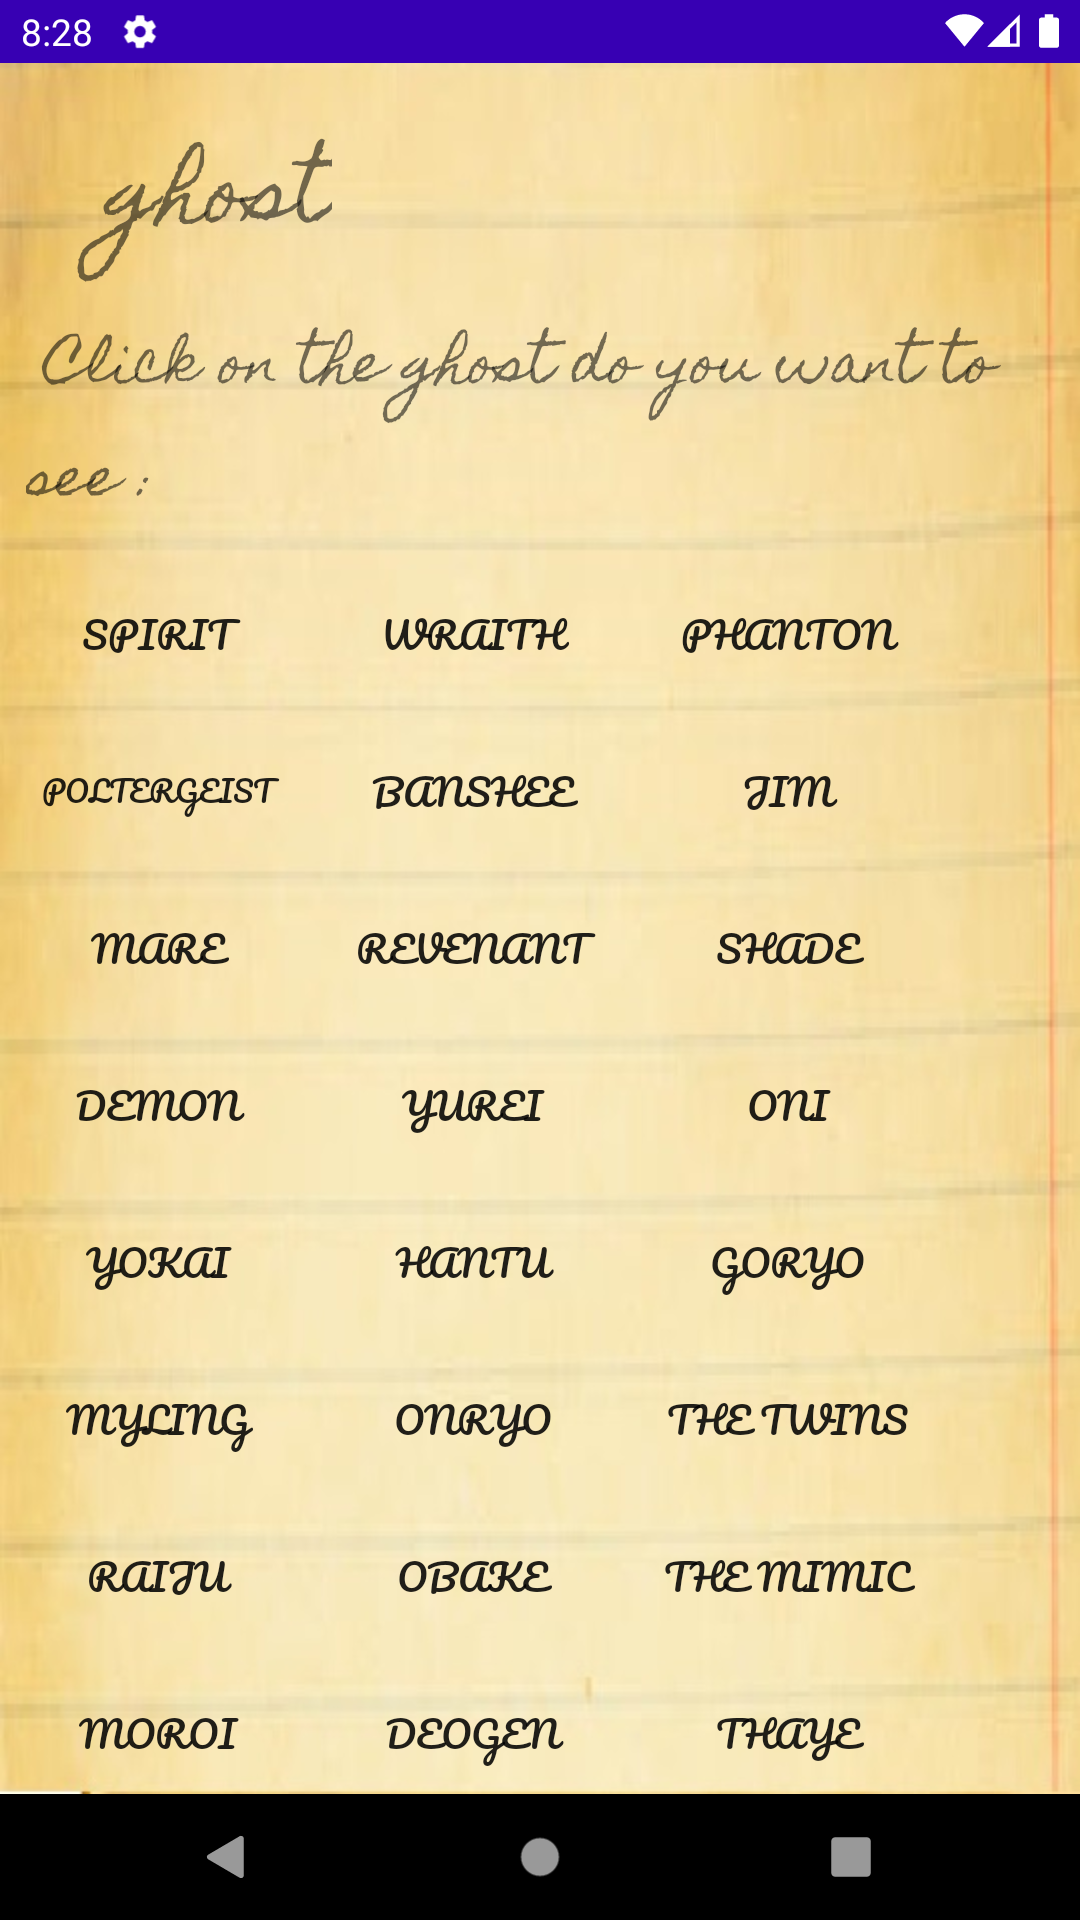 8:28
ghost
Click on the ghost do you want to
see :
SPIRIT WRAITH PHANTON
POLTERGEIST BANSHEE JIM
MARE REVENANT SHADE
DEMON YUREI ONI
YOKAI HANTU GORYO
MYLING ONRYO THE TWINS
RAIJU OBAKE THE MIMIC
MOROI DEOGEN THAYE